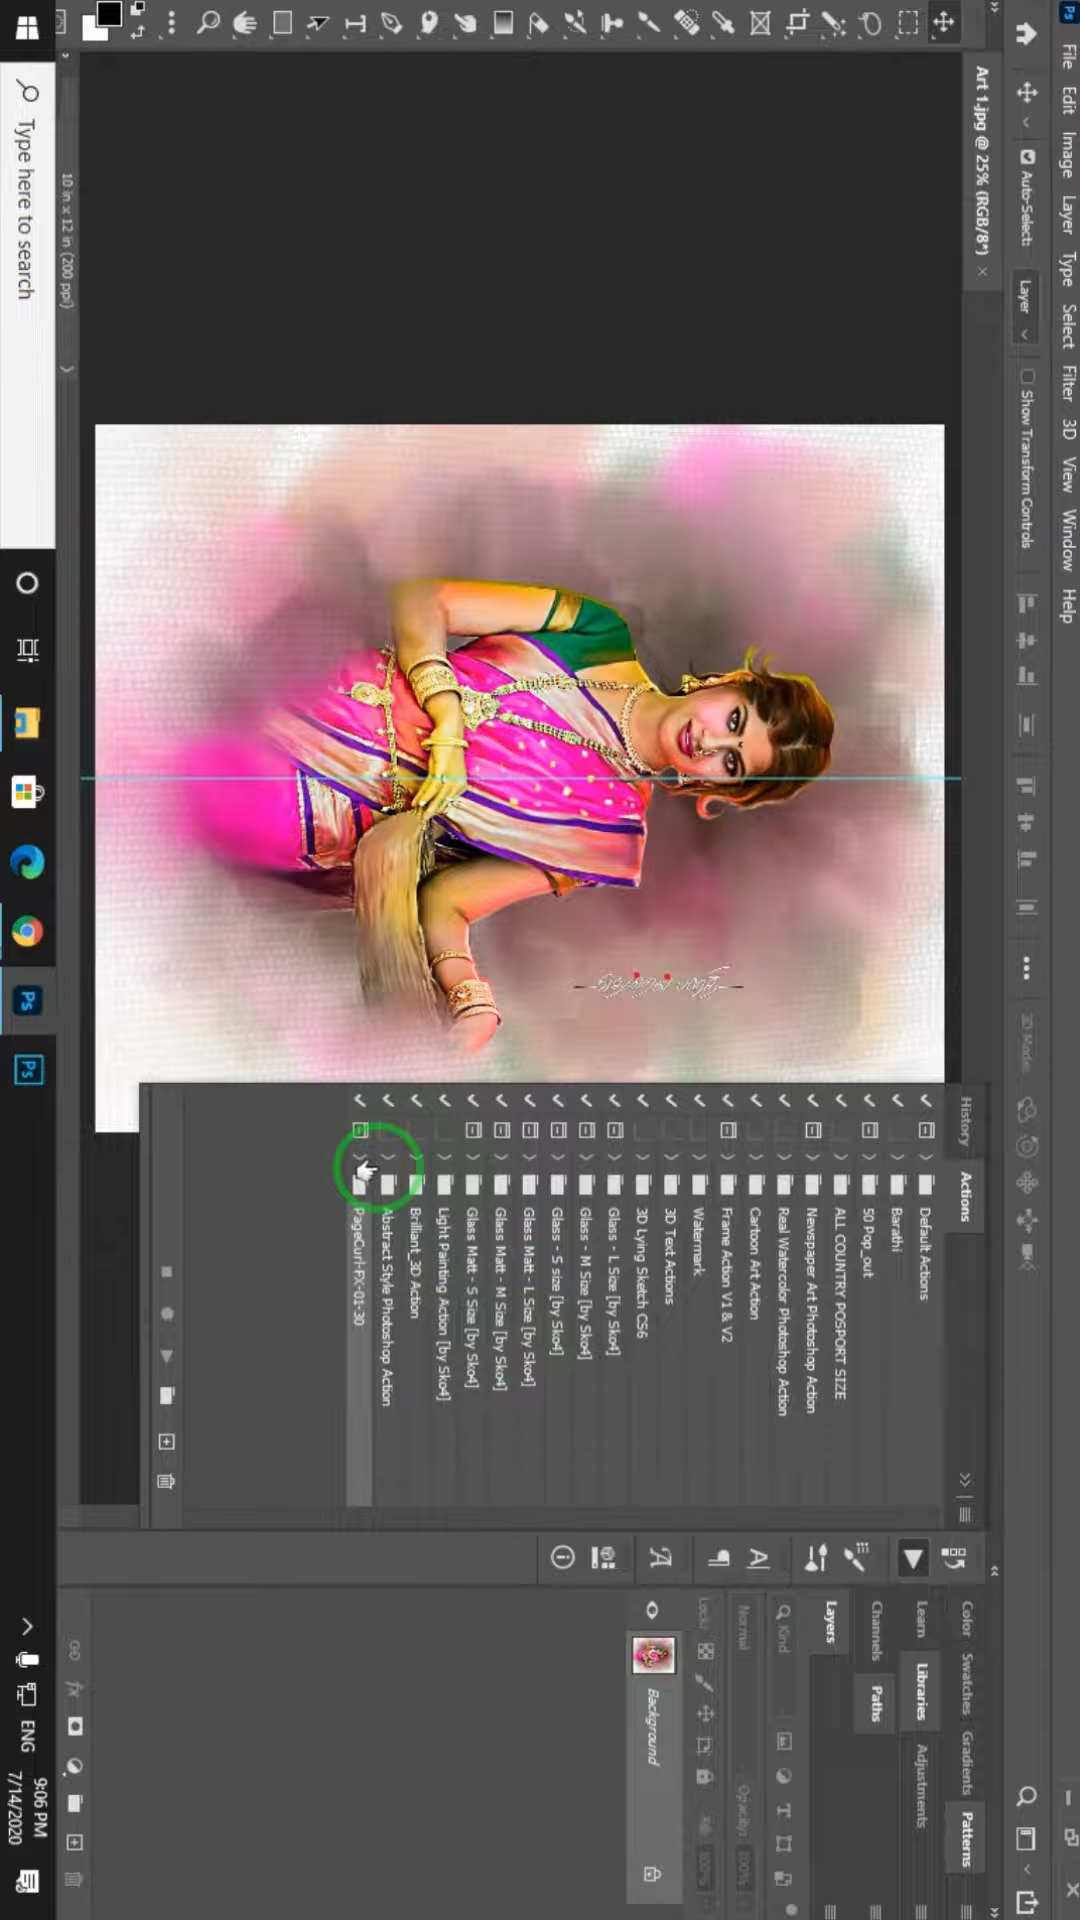 File Edit Image Layer Type Select Filter 3D View Window Help
Auto-Select: Layer Show Transform Controls
Art 1.jpg @ 25% (RGB/8*) ×
History Actions
Default Actions
Barathi
50 Pop_out
ALL COUNTRY POSPORT SIZE
Newspaper Art Photoshop Action
Real Watercolor Photoshop Action
Cartoon Art Action
Frame Action V1 & V2
Watermark
3D Text Actions
3D Lying Sketch CS6
Glass - L Size [by Sko4]
Glass - M Size [by Sko4]
Glass - S size [by Sko4]
Glass Matt - L Size [by Sko4]
Glass Matt - M Size [by Sko4]
Glass Matt - S Size [by Sko4]
Light Painting Action [by Sko4]
Brilliant_3D Action
Abstract Style Photoshop Action
PageCurl-FX-01-30
Color Swatches Gradients Patterns
Learn Libraries Adjustments
Channels Paths
Layers
Kind
Normal Opacity: 100%
Lock: 100%
Background
10 in x 12 in (200 ppi)
Type here to search
ENG
9:06 PM
7/14/2020